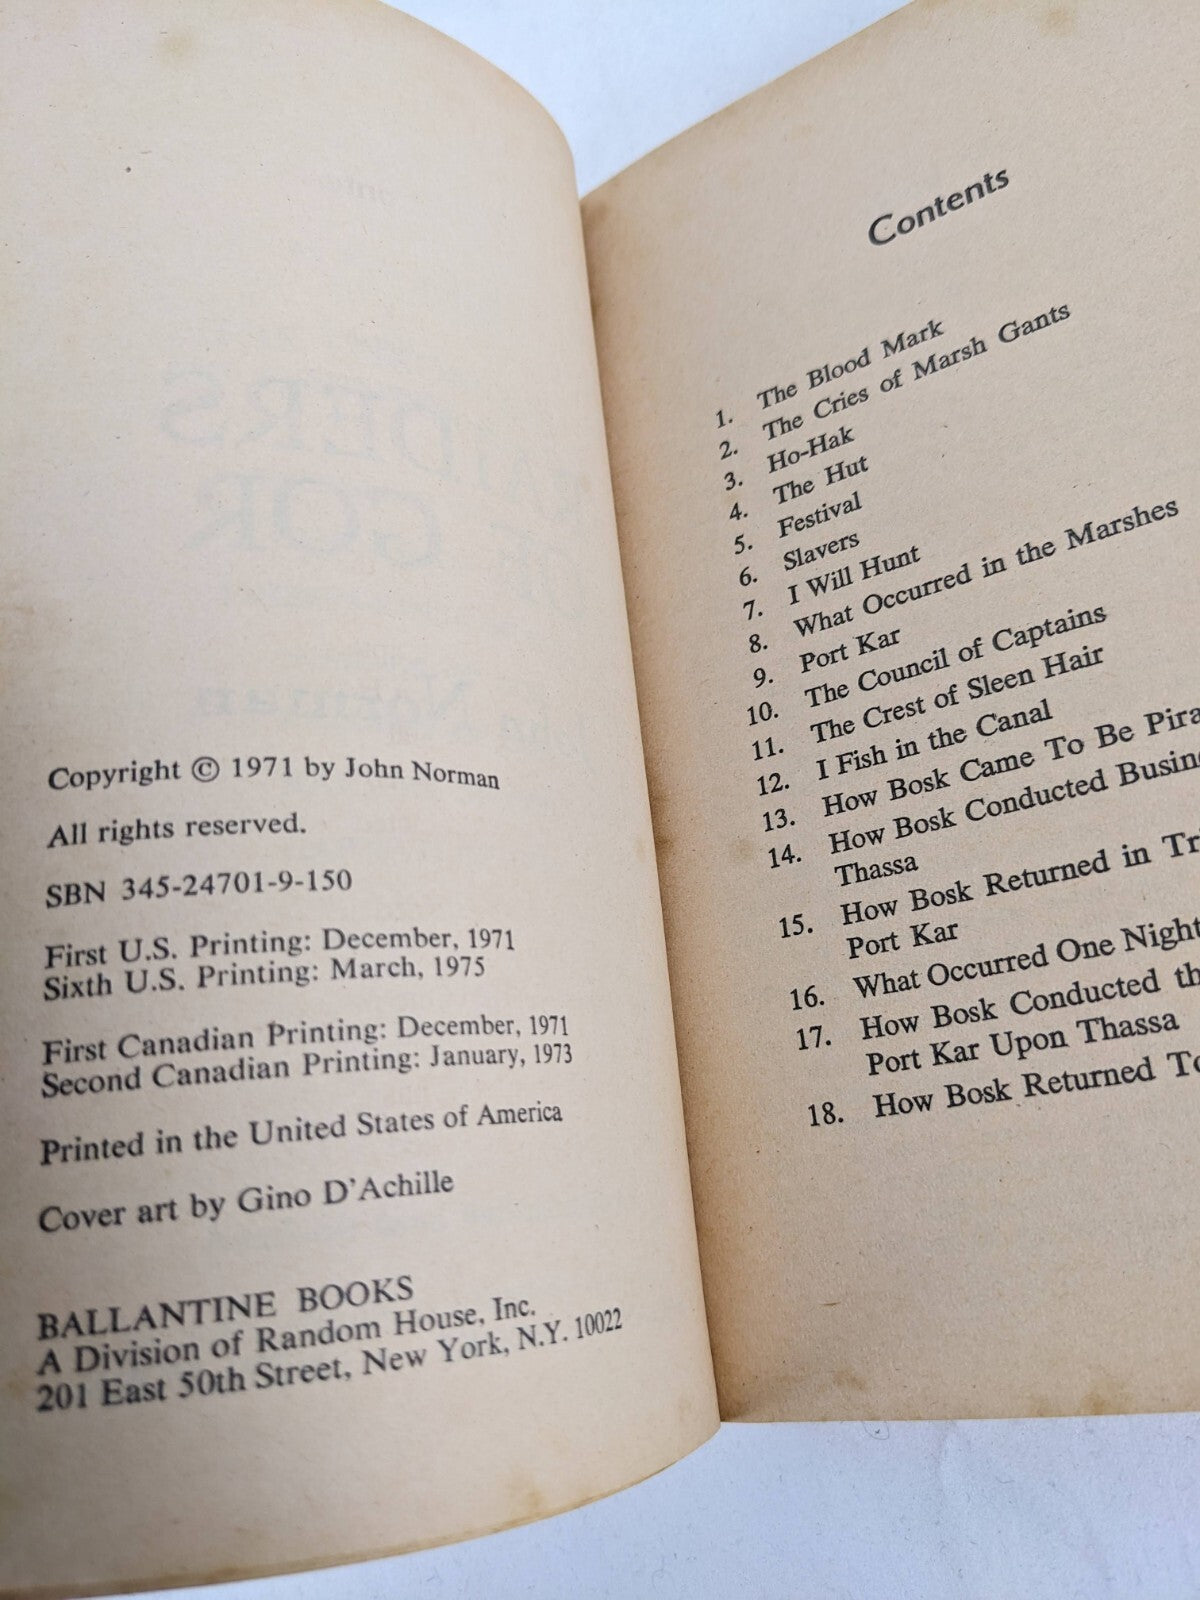 Copyright © 1971 by John Norman
All rights reserved.
SBN 345-24701-9-150
First U.S. Printing: December, 1971
Sixth U.S. Printing: March, 1975
First Canadian Printing: December, 1971
Second Canadian Printing: January, 1973
Printed in the United States of America
Cover art by Gino D'Achille
BALLANTINE BOOKS
A Division of Random House, Inc.
201 East 50th Street, New York, N.Y. 10022
Contents
1. The Blood Mark
2. The Cries of Marsh Gants
3. Ho-Hak
4. The Hut
5. Festival
6. Slavers
7. I Will Hunt
8. What Occurred in the Marshes
9. Port Kar
10. The Council of Captains
11. The Crest of Sleen Hair
12. I Fish in the Canal
13. How Bosk Came To Be
14. How Bosk Conducted
Thassa
15. How Bosk Returned in
Port Kar
16. What Occurred One Night
17. How Bosk Conducted
Port Kar Upon Thassa
18. How Bosk Returned